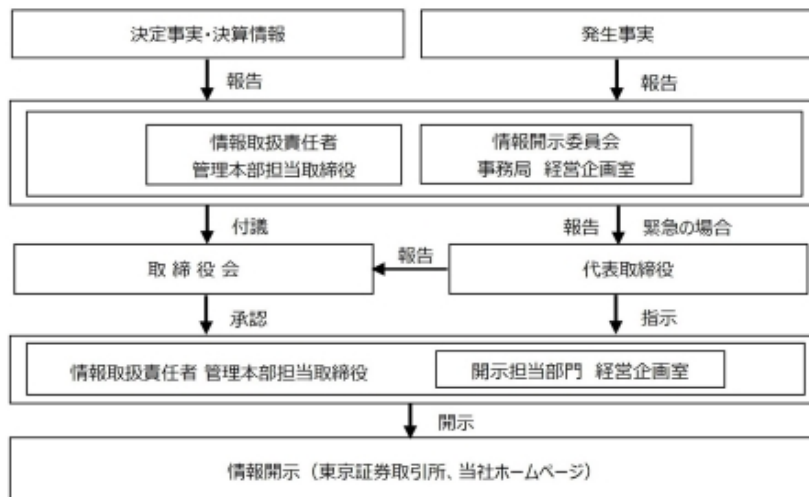 決定事実・決算情報
発生事実
報告
報告
情報取扱責任者
管理本部担当取締役
情報開示委員会
事務局 経営企画室
付議
報告 緊急の場合
取締役会
報告
代表取締役
承認
指示
情報取扱責任者 管理本部担当取締役
開示担当部門 経営企画室
開示
情報開示（東京証券取引所、当社ホームページ）